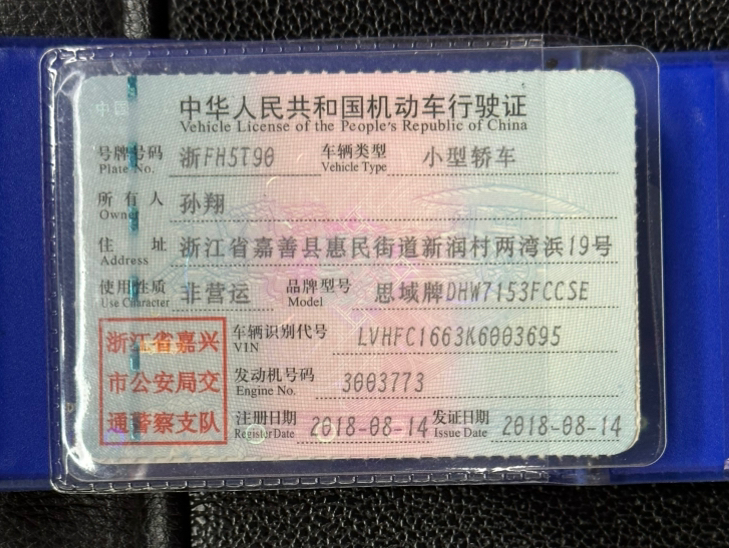 中华人民共和国机动车行驶证
Vehicle License of the People's Republic of China
号牌号码 浙FH5T90 车辆类型 小型轿车
Plate No. Vehicle Type
所有人 孙翔
Owner
住址 浙江省嘉善县惠民街道新润村两湾浜19号
Address
使用性质 非营运 品牌型号 思域牌DHW7153FCCSE
Use Character Model
浙江省嘉兴 车辆识别代号 LVHFC1663K6003695
VIN
市公安局交 发动机号码 3003773
Engine No.
通警察支队 注册日期 2018-08-14 发证日期 2018-08-14
Register Date Issue Date